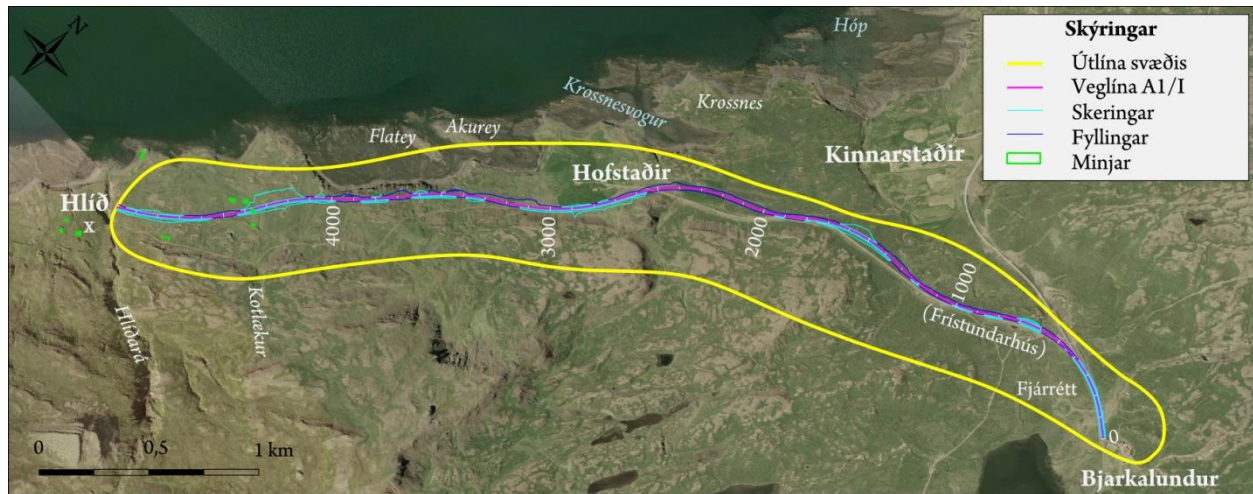 N
Hóp
Skýringar
Útlína svæðis
Veglína A1/I
Skeringar
Fyllingar
Minjar
Krossnesvogur
Krossnes
Flatey
Akurey
Kinnarstaðir
Hofstaðir
Hlíð
x
4000
3000
2000
1000
(Frístundarhús)
Hlíðará
Kotlækur
Fjárrétt
0
Bjarkalundur
0 0,5 1 km